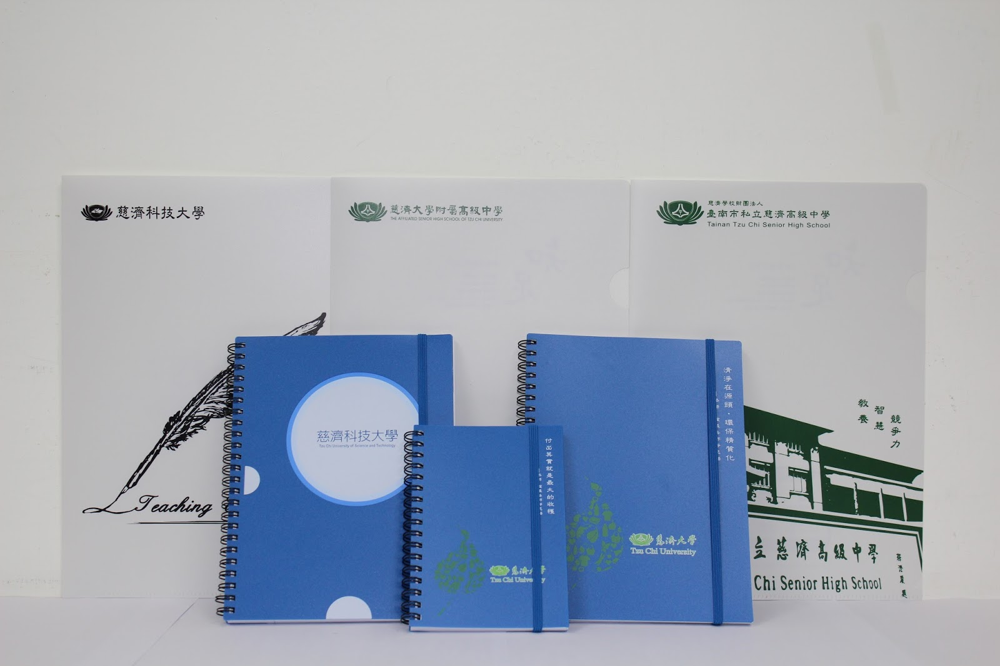 慈濟科技大學
Teaching
慈濟大學附屬高級中學
THE AFFILIATED SENIOR HIGH SCHOOL OF TZU CHI UNIVERSITY
慈濟學校財團法人
臺南市私立慈濟高級中學
Tainan Tzu Chi Senior High School
教養
智慧
競爭力
立慈濟高級中學
Chi Senior High School
慈濟科技大學
Tzu Chi University of Science and Technology
付出其實就是最大的收穫
慈濟大學
Tzu Chi University
清淨在源頭·環保精質化
慈濟大學
Tzu Chi University